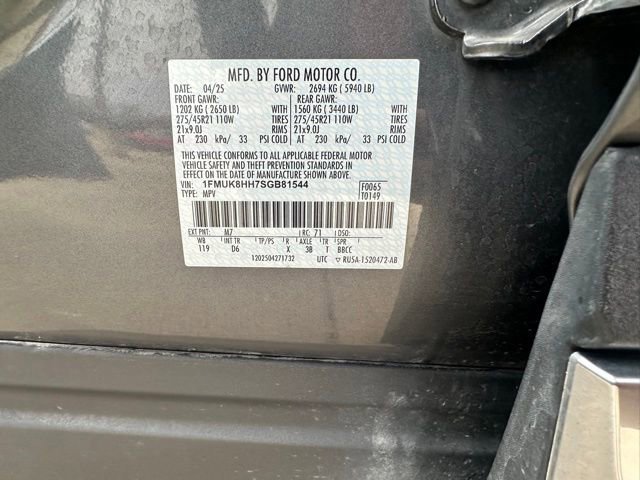 MFD. BY FORD MOTOR CO.
DATE: 04/25 GVWR: 2694 KG ( 5940 LB)
FRONT GAWR: REAR GAWR:
1202 KG ( 2650 LB) WITH 1560 KG ( 3440 LB) WITH
275/45R21 110W TIRES 275/45R21 110W TIRES
21x9.0J RIMS 21x9.0J RIMS
AT 230 kPa/ 33 PSI COLD AT 230 kPa/ 33 PSI COLD
THIS VEHICLE CONFORMS TO ALL APPLICABLE FEDERAL MOTOR
VEHICLE SAFETY AND THEFT PREVENTION STANDARDS IN
EFFECT ON THE DATE OF MANUFACTURE SHOWN ABOVE.
VIN: 1FMUK8HH7SGB81544 F0065
TYPE: MPV T0149
EXT PNT: M7 RC: 71 DSO:
WB INT TR TP/PS R AXLE TR SPR
119 D6 X 3B T BBCC
1202504271732 UTC ▽ RU5A-1520472-AB